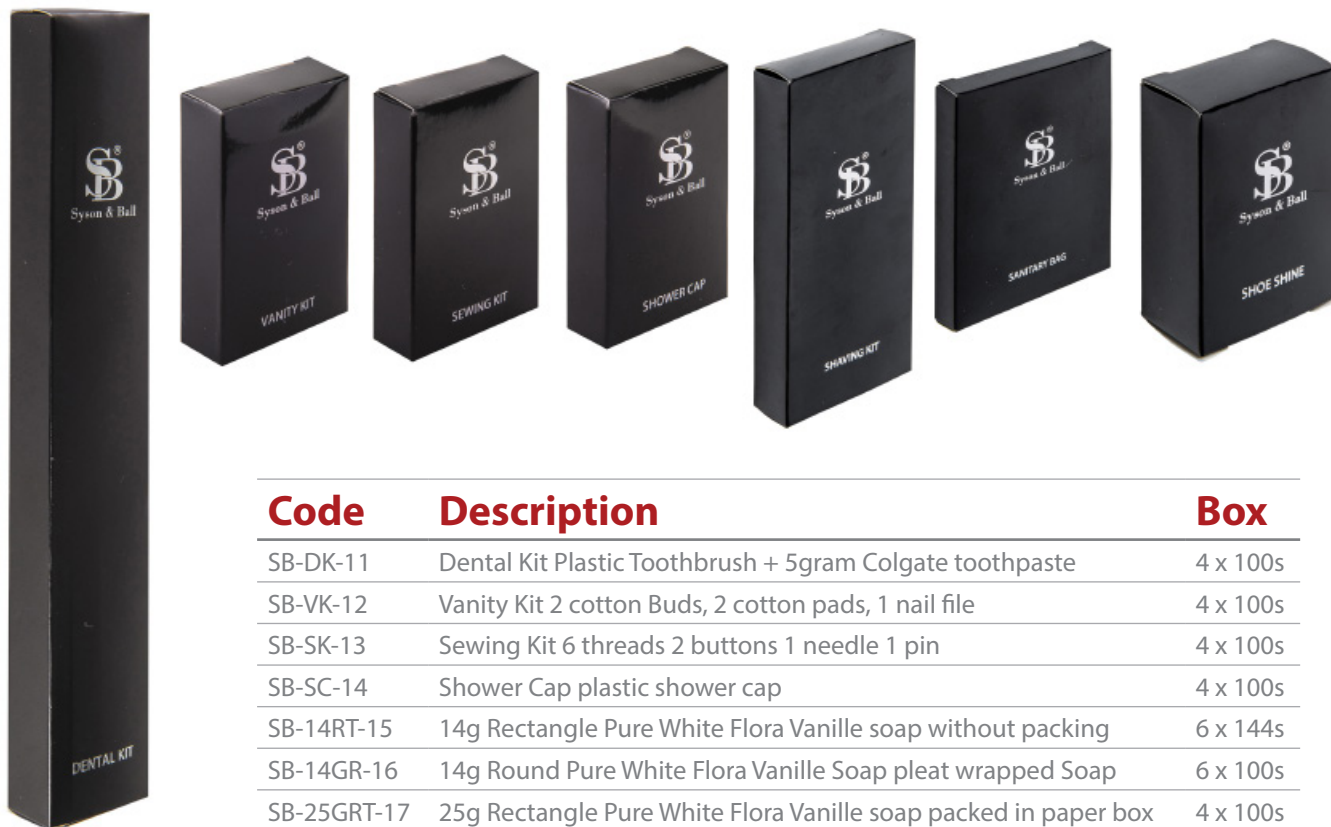 SB®
Syson & Ball
DENTAL KIT
SB®
Syson & Ball
VANITY KIT
SB®
Syson & Ball
SEWING KIT
SB®
Syson & Ball
SHOWER CAP
SB®
Syson & Ball
SHAVING KIT
SB®
Syson & Ball
SANITARY BAG
SB®
Syson & Ball
SHOE SHINE
Code Description Box
SB-DK-11 Dental Kit Plastic Toothbrush + 5gram Colgate toothpaste 4 x 100s
SB-VK-12 Vanity Kit 2 cotton Buds, 2 cotton pads, 1 nail file 4 x 100s
SB-SK-13 Sewing Kit 6 threads 2 buttons 1 needle 1 pin 4 x 100s
SB-SC-14 Shower Cap plastic shower cap 4 x 100s
SB-14RT-15 14g Rectangle Pure White Flora Vanille soap without packing 6 x 144s
SB-14GR-16 14g Round Pure White Flora Vanille Soap pleat wrapped Soap 6 x 100s
SB-25GRT-17 25g Rectangle Pure White Flora Vanille soap packed in paper box 4 x 100s